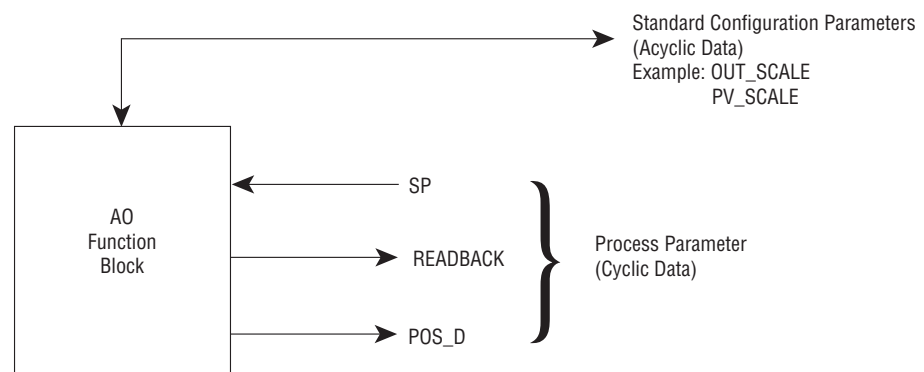 Standard Configuration Parameters
(Acyclic Data)
Example: OUT_SCALE
PV_SCALE
AO
Function
Block
SP
READBACK
POS_D
Process Parameter
(Cyclic Data)